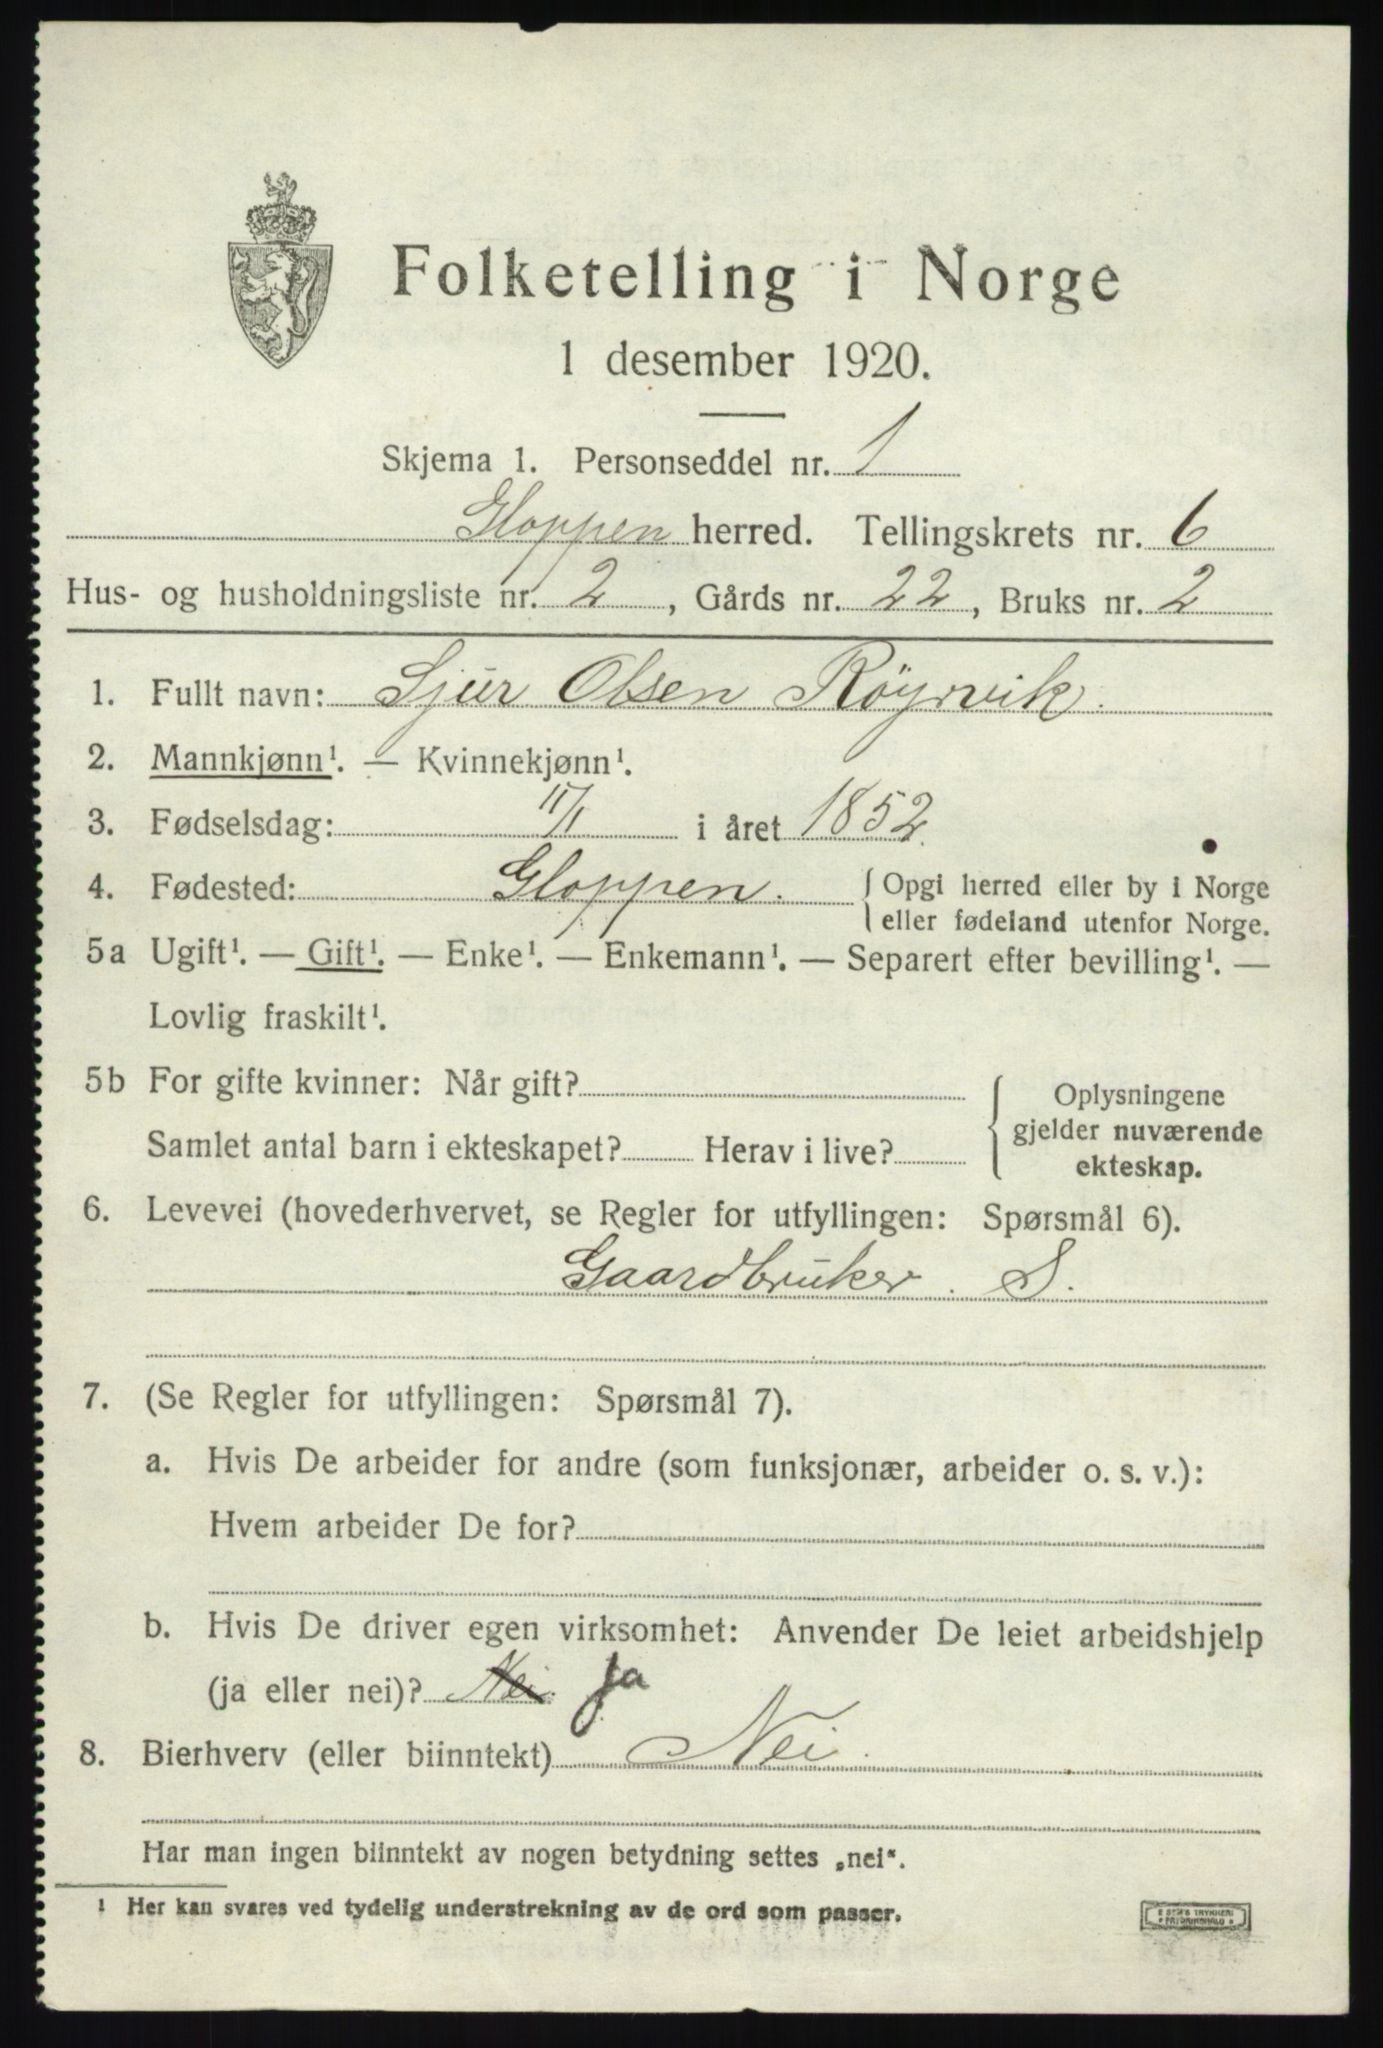 Folketelling i Norge
1 desember 1920.
Skjema 1. Personseddel nr. 1
Gloppen herred. Tellingskrets nr. 6
Hus- og husholdningsliste nr. 2, Gårds nr. 22, Bruks nr. 2
1. Fullt navn: Sjur Olsen Röyrvik.
2. Mannkjønn¹. — Kvinnekjønn¹.
3. Fødselsdag: 11/1 i året 1852.
4. Fødested: Gloppen. { Opgi herred eller by i Norge
eller fødeland utenfor Norge.
5a Ugift¹. — Gift¹. — Enke¹. — Enkemann¹. — Separert efter bevilling¹. —
Lovlig fraskilt¹.
5b For gifte kvinner: Når gift? { Oplysningene
gjelder nuværende
Samlet antal barn i ekteskapet? Herav i live?
ekteskap.
6. Levevei (hovederhvervet, se Regler for utfyllingen: Spørsmål 6).
Gaardbruker. S.
7. (Se Regler for utfyllingen: Spørsmål 7).
a. Hvis De arbeider for andre (som funksjonær, arbeider o. s. v.):
Hvem arbeider De for?
b. Hvis De driver egen virksomhet: Anvender De leiet arbeidshjelp
(ja eller nei)? Nei. ja
8. Bierhverv (eller biinntekt) Nei.
Har man ingen biinntekt av nogen betydning settes „nei“.
¹ Her kan svares ved tydelig understrekning av de ord som passer.